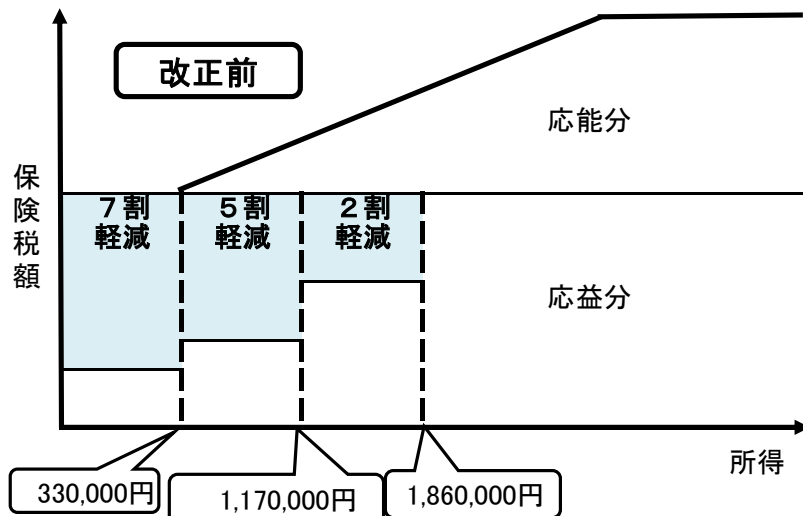 改正前
応能分
保険税額
７割
軽減
５割
軽減
２割
軽減
応益分
所得
330,000円
1,170,000円
1,860,000円